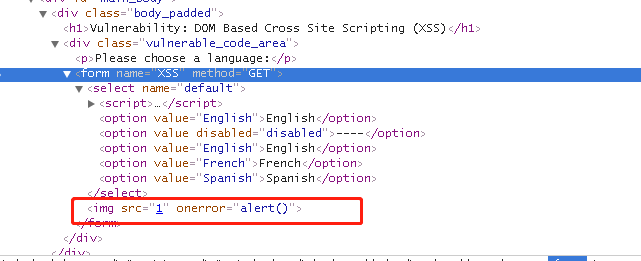 ▼<div class="body_padded">
<h1>Vulnerability: DOM Based Cross Site Scripting (XSS)</h1>
▼<div class="vulnerable_code_area">
<p>Please choose a language:</p>
▼<form name="XSS" method="GET">
▼<select name="default">
▶<script>…</script>
<option value="English">English</option>
<option value disabled="disabled">----</option>
<option value="English">English</option>
<option value="French">French</option>
<option value="Spanish">Spanish</option>
</select>
<img src="1" onerror="alert()">
</form>
</div>
</div>